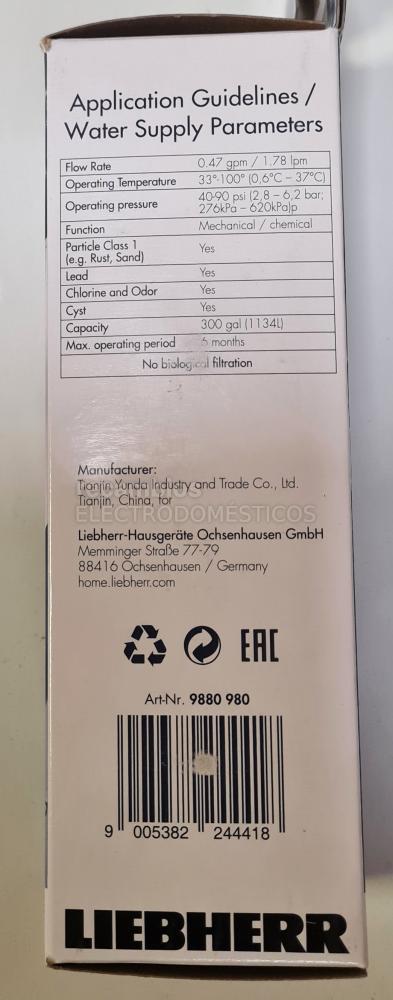 Application Guidelines /
Water Supply Parameters
Flow Rate 0.47 gpm / 1.78 lpm
Operating Temperature 33°-100° (0,6°C – 37°C)
Operating pressure 40-90 psi (2,8 – 6,2 bar;
276kPa – 620kPa)p
Function Mechanical / chemical
Particle Class 1 Yes
(e.g. Rust, Sand)
Lead Yes
Chlorine and Odor Yes
Cyst Yes
Capacity 300 gal (1134L)
Max. operating period 6 months
No biological filtration
Manufacturer:
Tianjin Yunda Industry and Trade Co., Ltd.
Tianjin, China, for
ELECTRODOMÉSTICOS
Liebherr-Hausgeräte Ochsenhausen GmbH
Memminger Straße 77-79
88416 Ochsenhausen / Germany
home.liebherr.com
EAC
Art-Nr. 9880 980
9 005382 244418
LIEBHERR